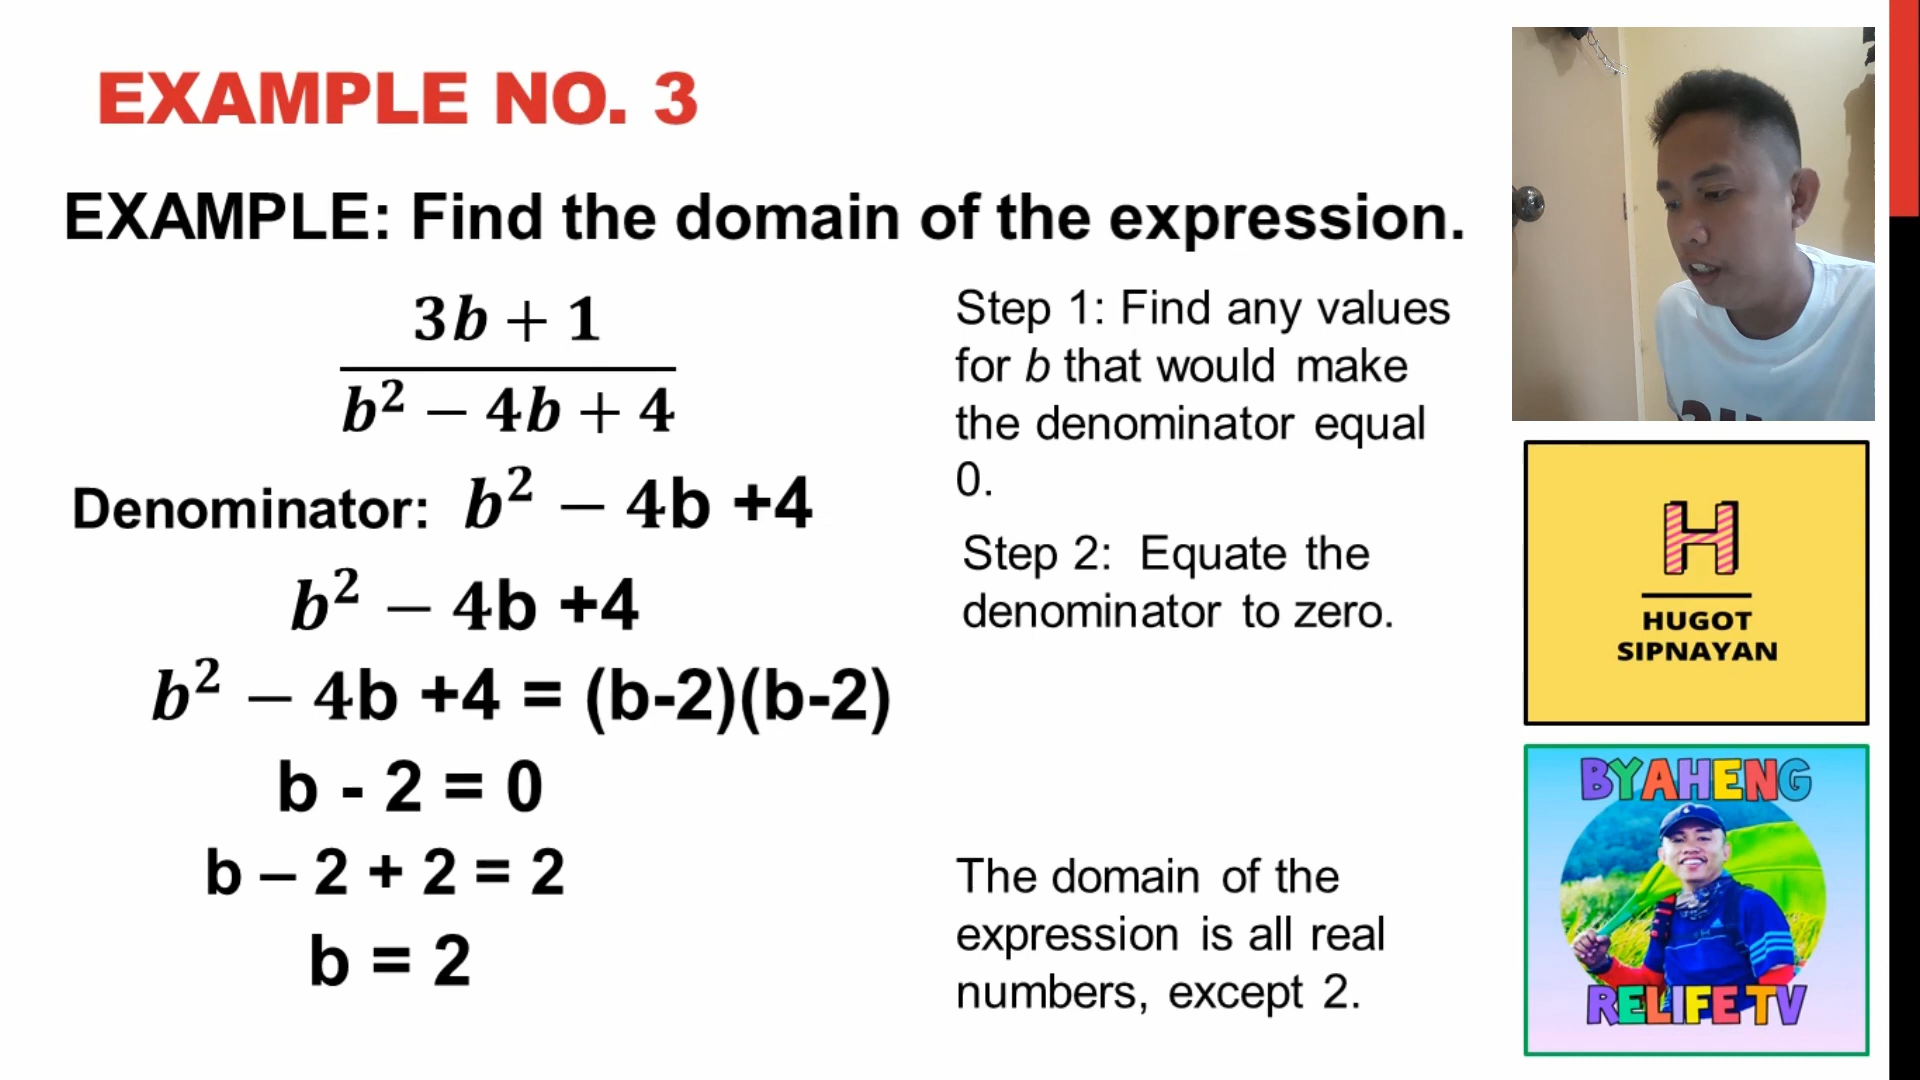 EXAMPLE NO. 3
EXAMPLE: Find the domain of the expression.
3b + 1
b² − 4b + 4
Denominator: b² − 4b +4
b² − 4b +4
b² − 4b +4 = (b-2)(b-2)
b - 2 = 0
b – 2 + 2 = 2
b = 2
Step 1: Find any values
for b that would make
the denominator equal
0.
Step 2: Equate the
denominator to zero.
The domain of the
expression is all real
numbers, except 2.
H
HUGOT
SIPNAYAN
BYAHENG
RELIFE TV